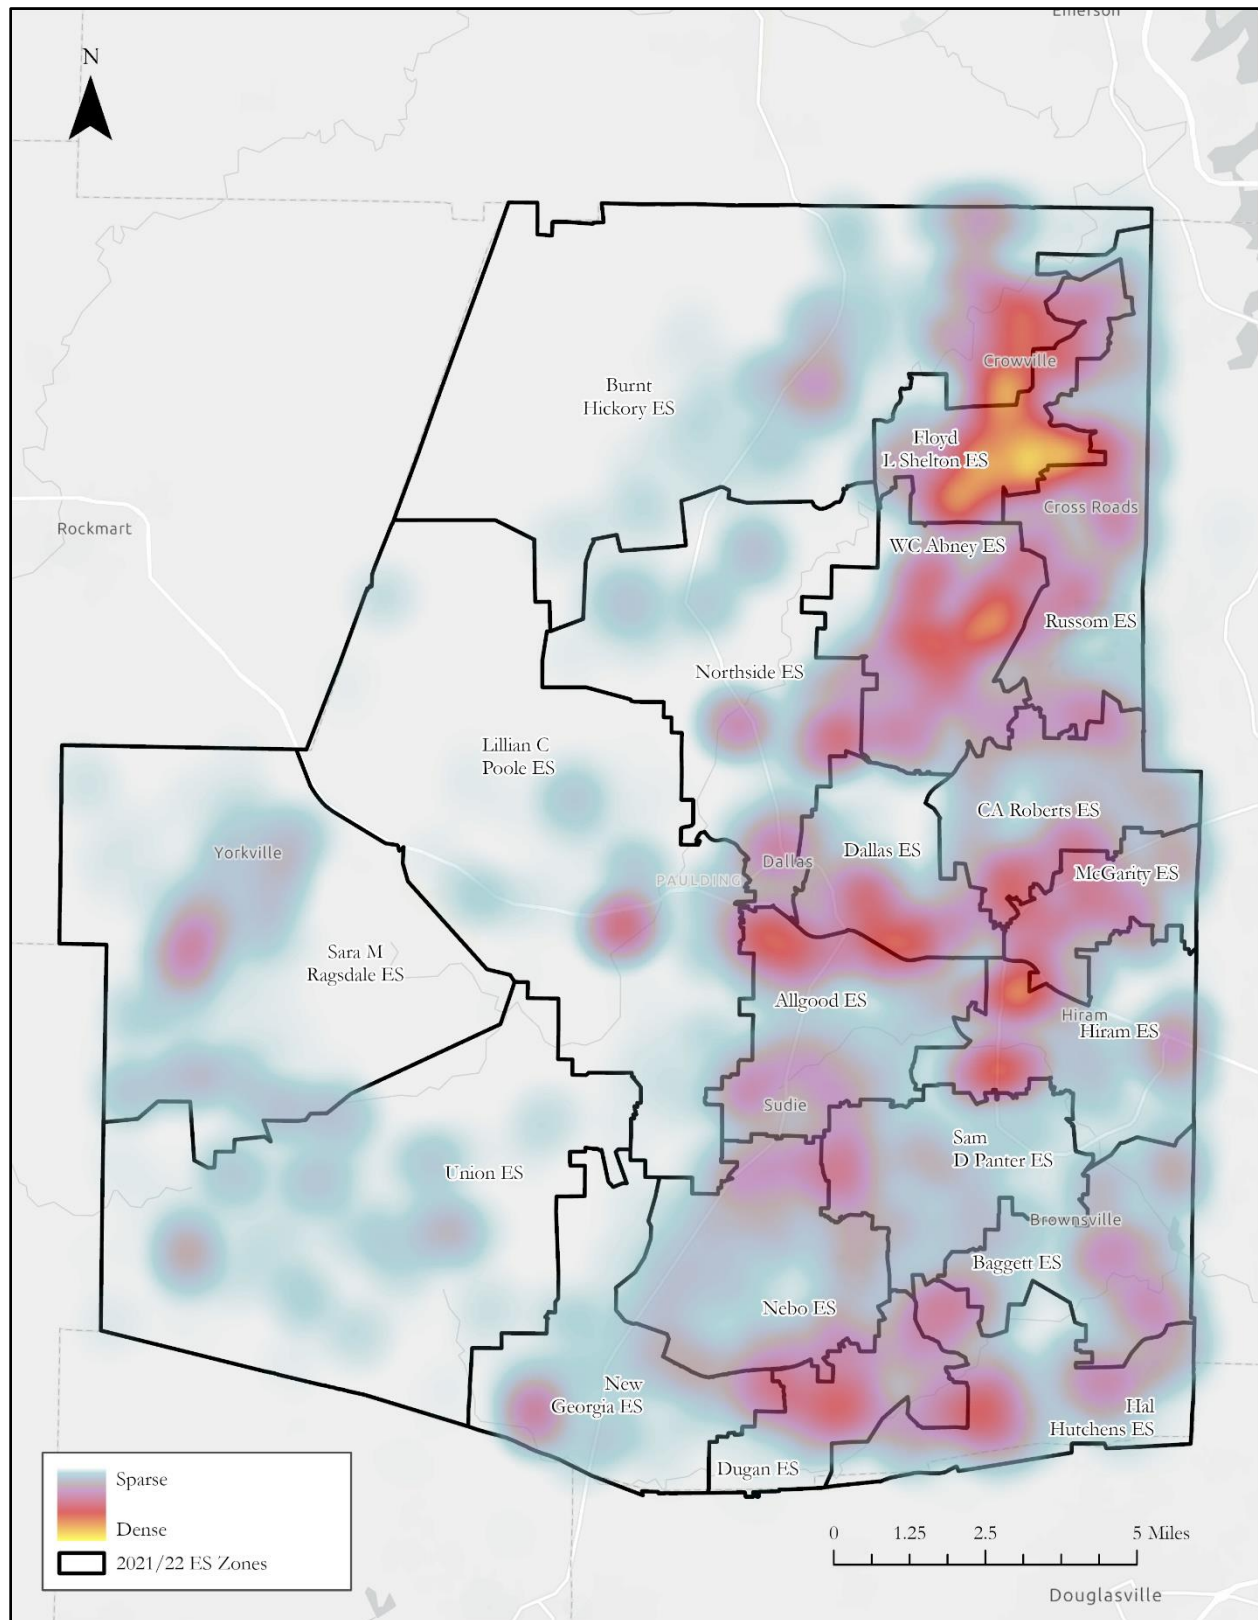 Emerson
N
Crowville
Burnt
Hickory ES
Floyd
L Shelton ES
Rockmart
Cross Roads
WC Abney ES
Russom ES
Northside ES
Lillian C
Poole ES
CA Roberts ES
Yorkville
Dallas
Dallas ES
McGarity ES
PAULDING
Sara M
Ragsdale ES
Allgood ES
Hiram
Hiram ES
Sudie
Sam
D Panter ES
Union ES
Brownsville
Baggett ES
Nebo ES
New
Georgia ES
Hal
Hutchens ES
Dugan ES
Sparse
Dense
2021/22 ES Zones
0 1.25 2.5 5 Miles
Douglasville